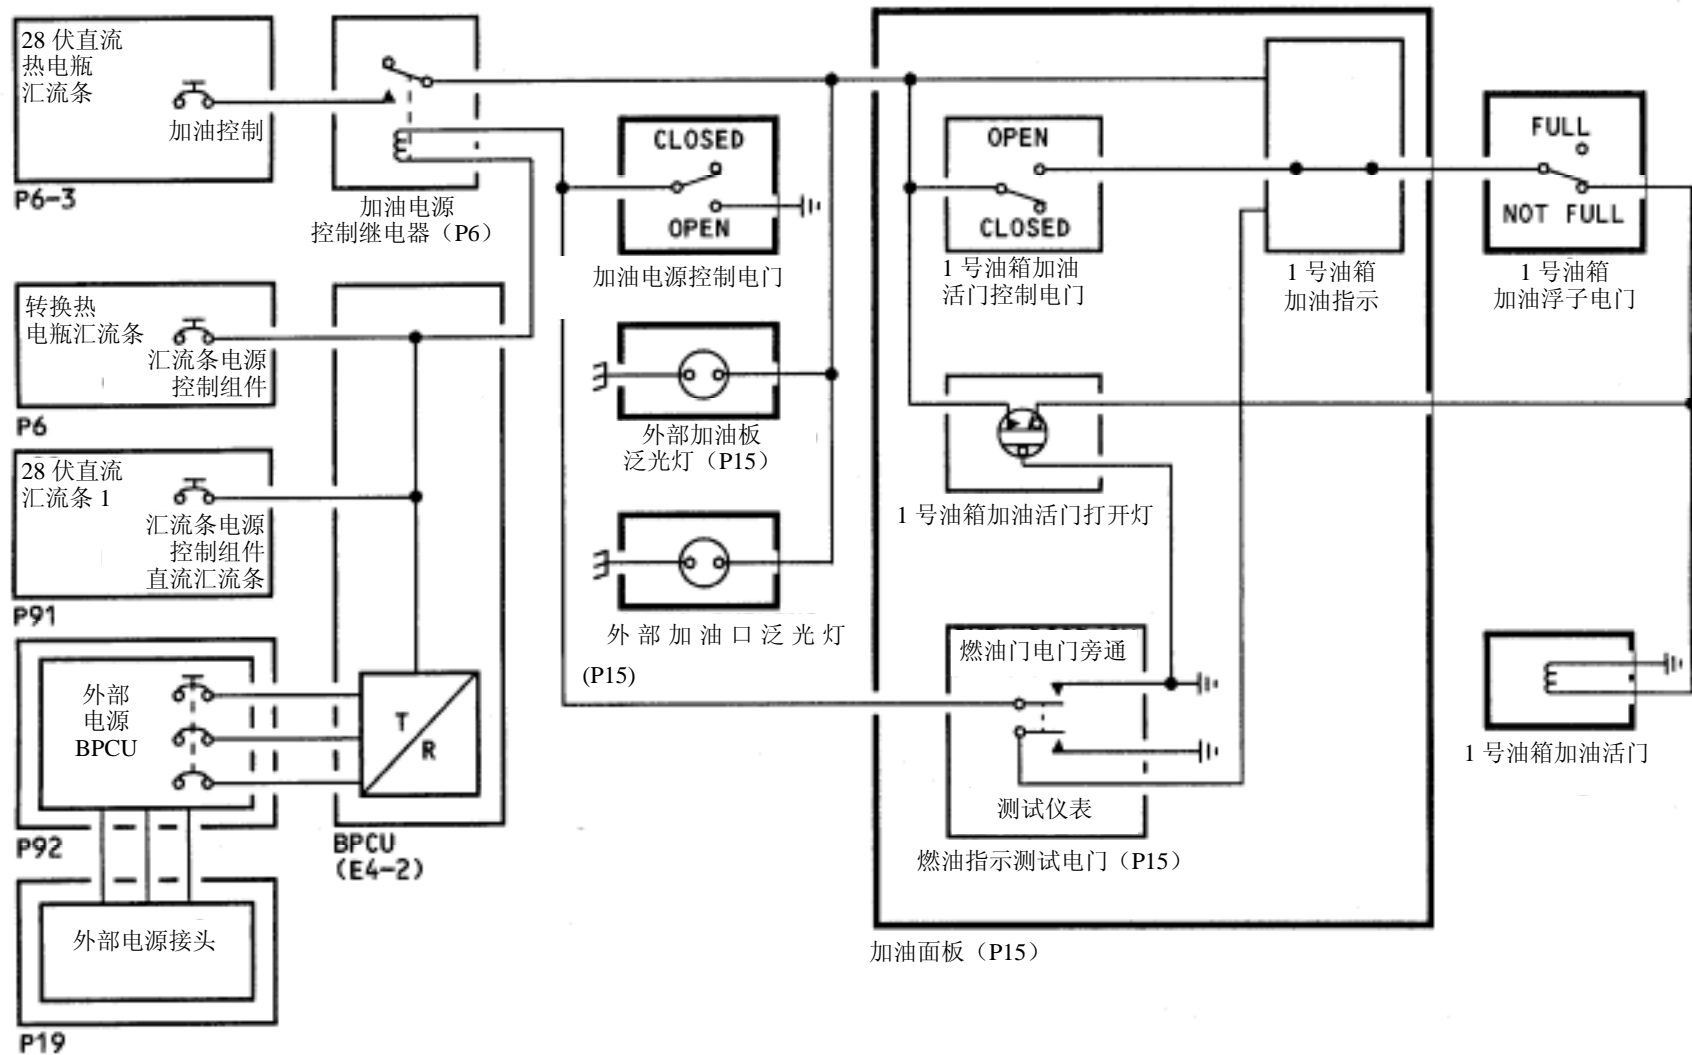 28 伏直流
热电瓶
汇流条
加油控制
P6-3
加油电源
控制继电器（P6）
转换热
电瓶汇流条
汇流条电源
控制组件
P6
28 伏直流
汇流条 1
汇流条电源
控制组件
直流汇流条
P91
外部
电源
BPCU
P92
T
R
BPCU
(E4-2)
外部电源接头
P19
CLOSED
OPEN
加油电源控制电门
外部加油板
泛光灯（P15）
外部加油口泛光灯
(P15)
OPEN
CLOSED
1 号油箱加油
活门控制电门
1 号油箱
加油指示
FULL
NOT FULL
1 号油箱
加油浮子电门
1 号油箱加油活门打开灯
燃油门电门旁通
测试仪表
燃油指示测试电门（P15）
1 号油箱加油活门
加油面板（P15）